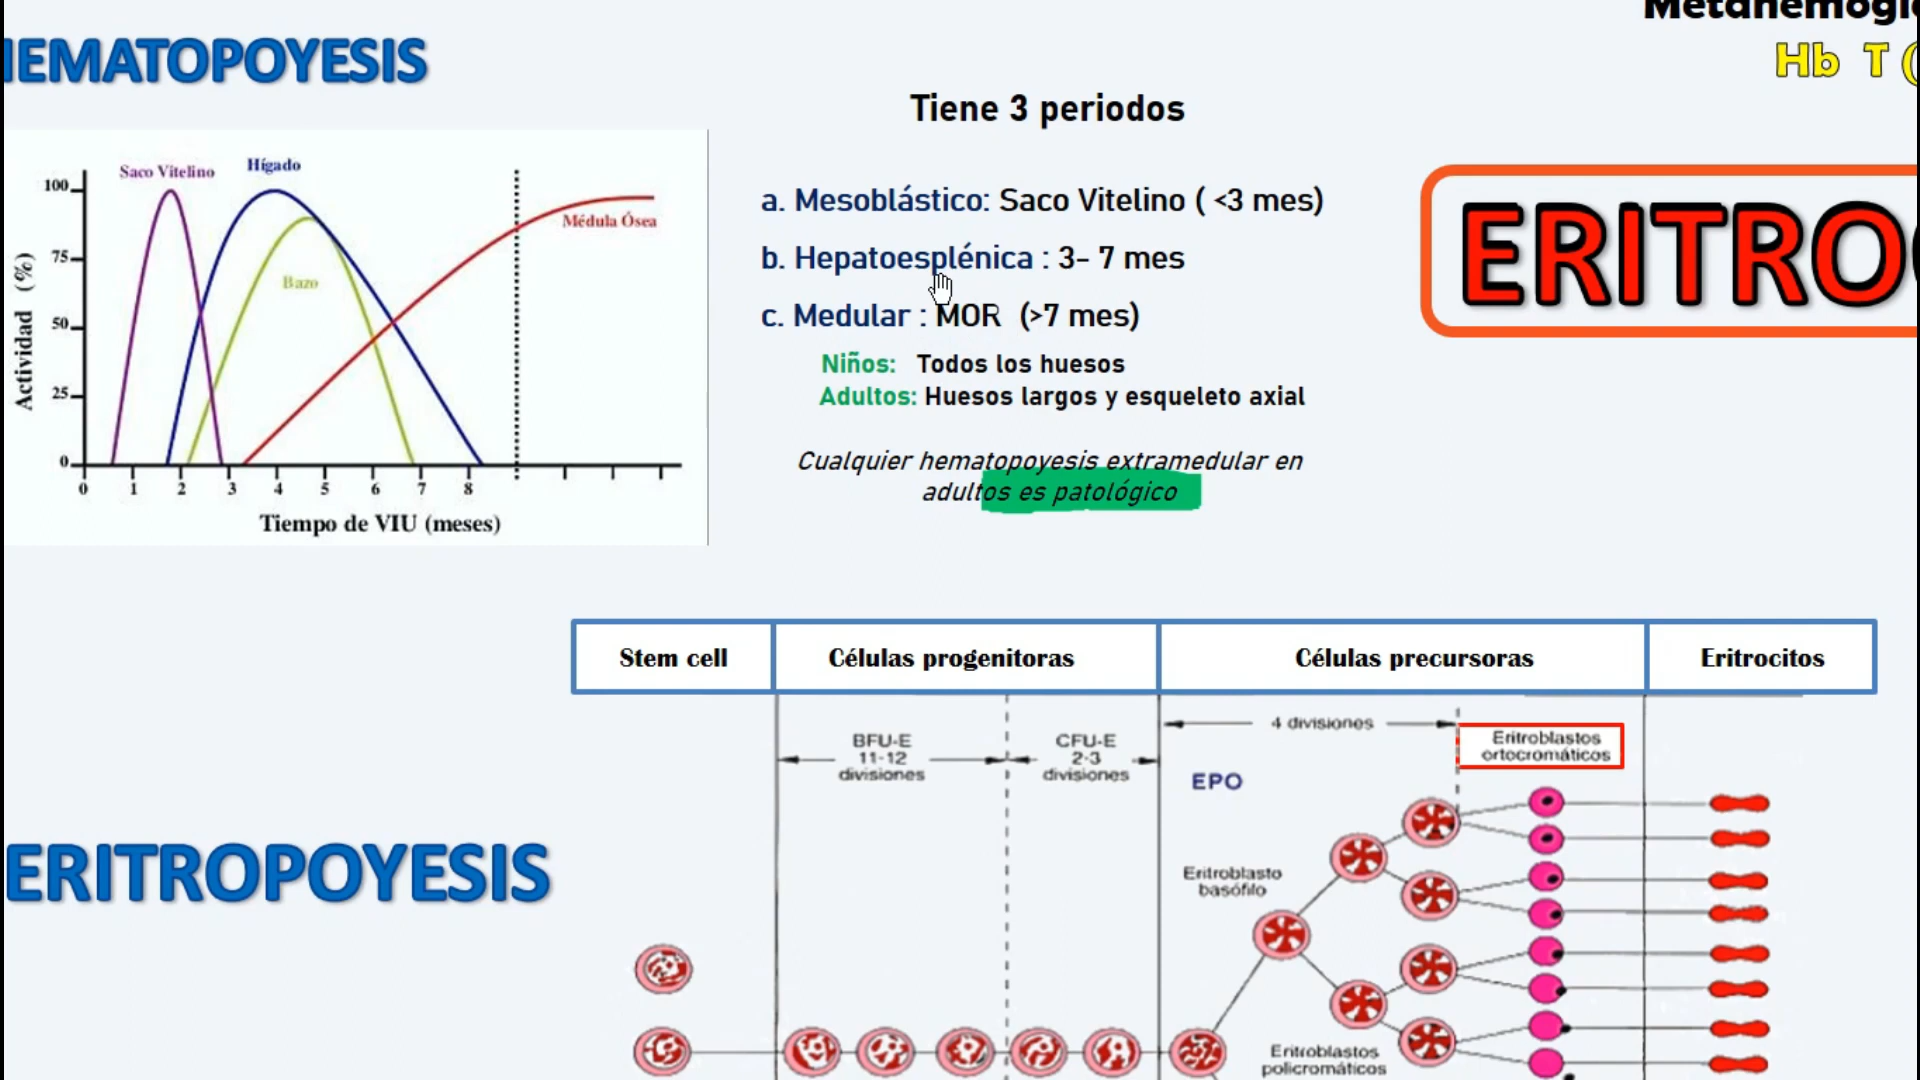 HEMATOPOYESIS
Hb T (
Tiene 3 periodos
Saco Vitelino
Hígado
Bazo
Médula Ósea
100
75
50
25
0
Actividad (%)
0 1 2 3 4 5 6 7 8
Tiempo de VIU (meses)
a. Mesoblástico: Saco Vitelino ( <3 mes)
b. Hepatoesplénica : 3– 7 mes
c. Medular : MOR (>7 mes)
Niños: Todos los huesos
Adultos: Huesos largos y esqueleto axial
Cualquier hematopoyesis extramedular en
adultos es patológico
ERITRO
Stem cell
Células progenitoras
Células precursoras
Eritrocitos
BFU-E
11-12
divisiones
CFU-E
2-3
divisiones
4 divisiones
Eritroblastos
ortocromáticos
EPO
Eritroblasto
basófilo
ERITROPOYESIS
Eritroblastos
policromáticos